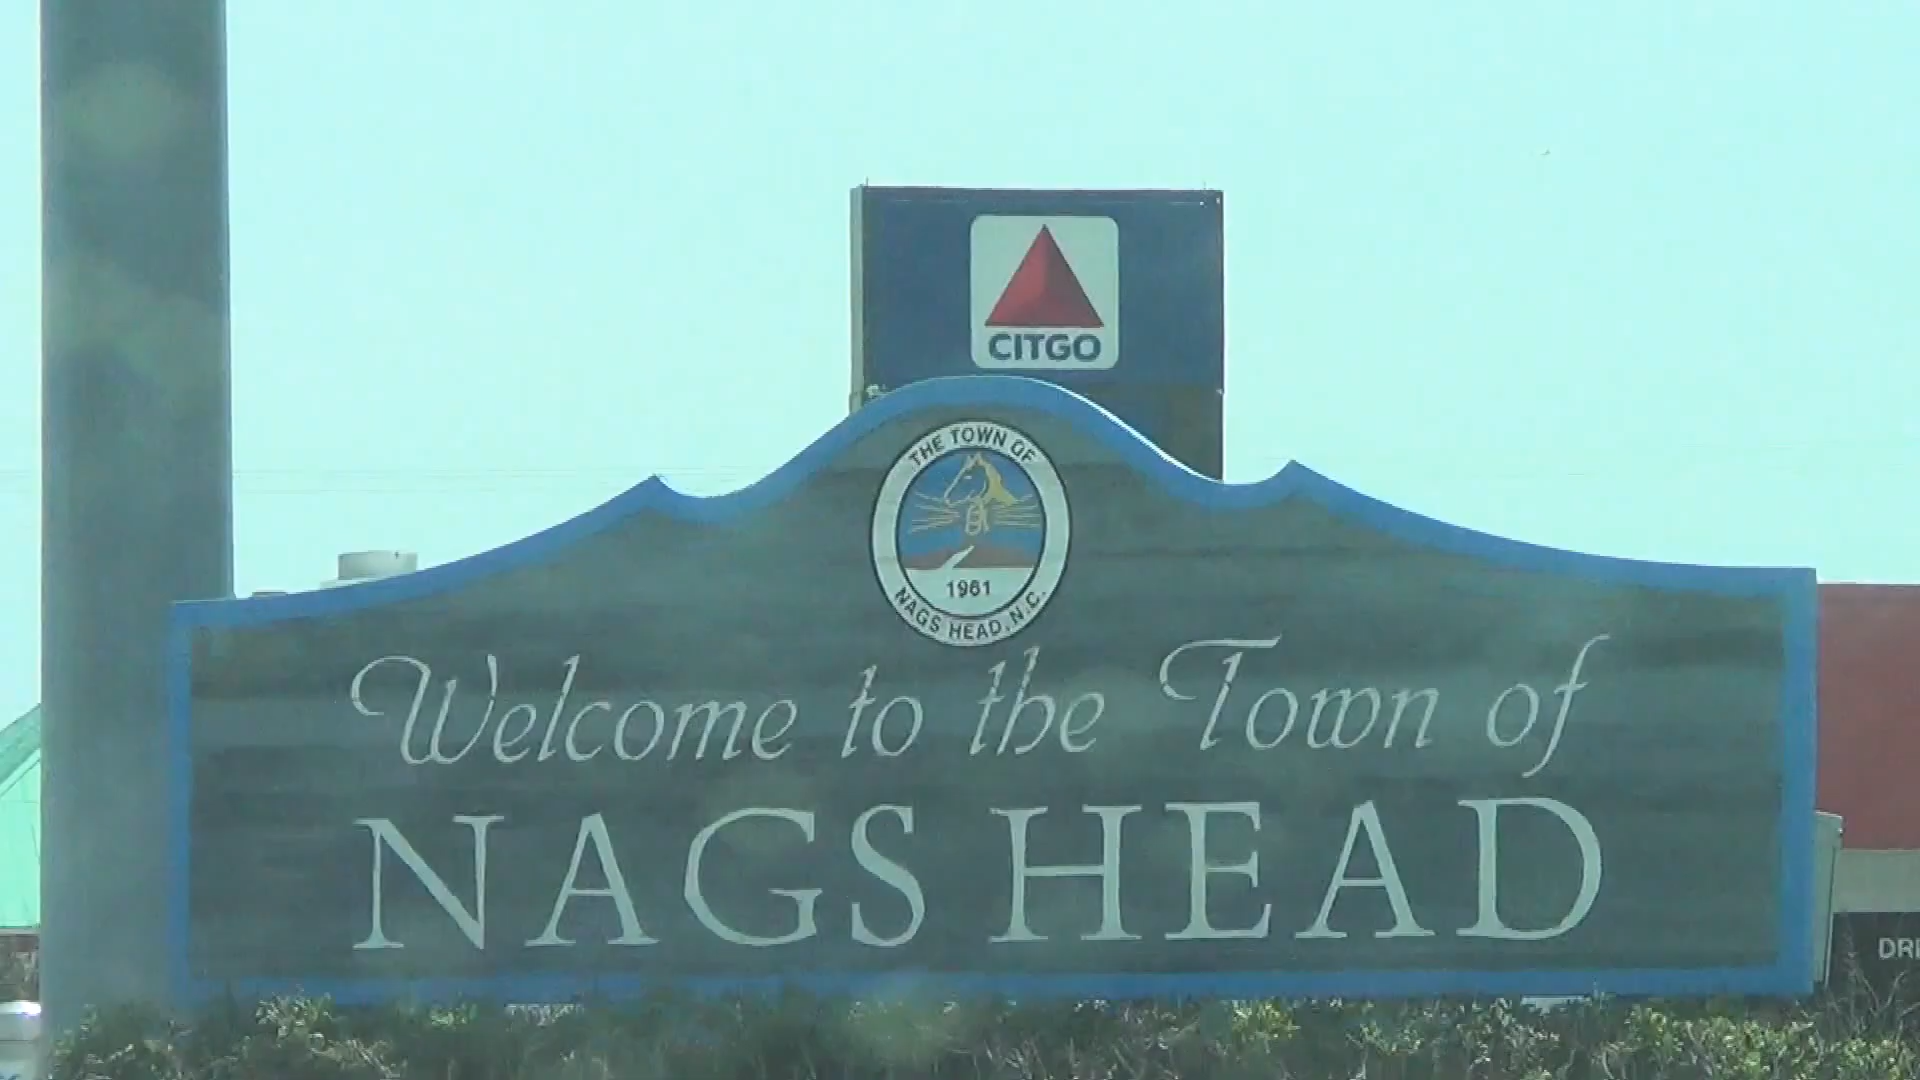 CITGO
THE TOWN OF
1961
NAGS HEAD, N.C.
Welcome to the Town of
NAGS HEAD